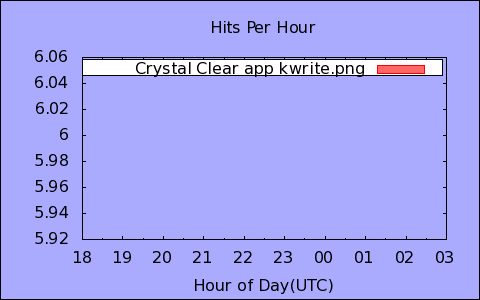 Hits Per Hour
6.06
Crystal Clear app kwrite.png
6.04
6.02
6
5.98
5.96
5.94
5.92
18 19 20 21 22 23 00 01 02 03
Hour of Day(UTC)